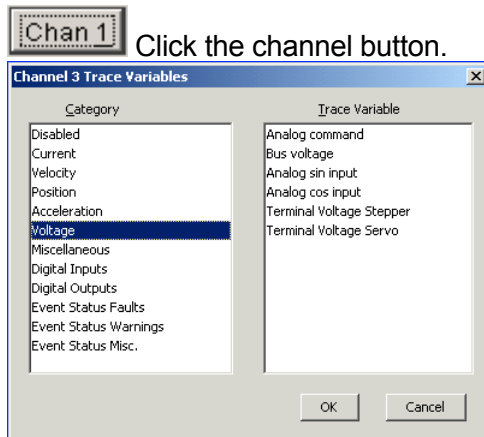 Chan 1 Click the channel button.
Channel 3 Trace Variables
Category
Disabled
Current
Velocity
Position
Acceleration
Voltage
Miscellaneous
Digital Inputs
Digital Outputs
Event Status Faults
Event Status Warnings
Event Status Misc.
Trace Variable
Analog command
Bus voltage
Analog sin input
Analog cos input
Terminal Voltage Stepper
Terminal Voltage Servo
OK Cancel